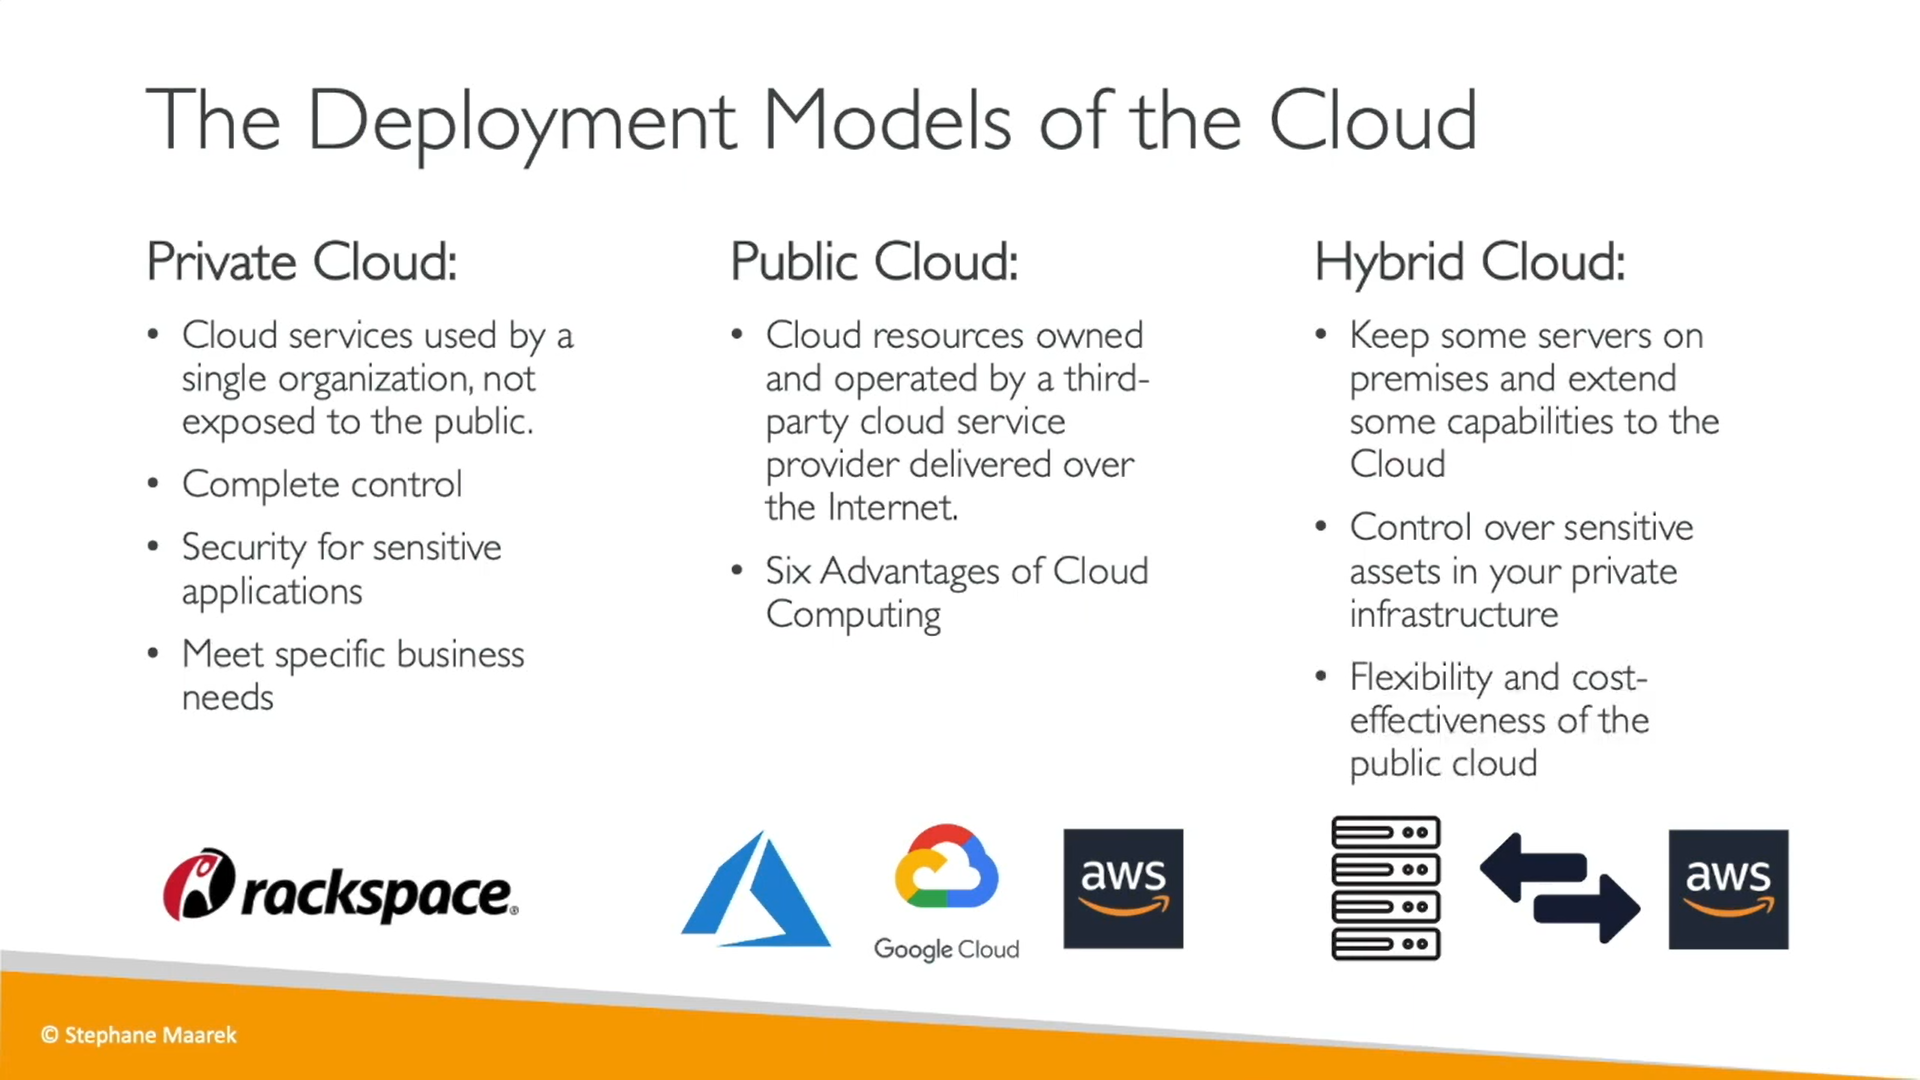 The Deployment Models of the Cloud
Private Cloud:
• Cloud services used by a
single organization, not
exposed to the public.
• Complete control
• Security for sensitive
applications
• Meet specific business
needs
rackspace®
Public Cloud:
• Cloud resources owned
and operated by a third-
party cloud service
provider delivered over
the Internet.
• Six Advantages of Cloud
Computing
Google Cloud
aws
Hybrid Cloud:
• Keep some servers on
premises and extend
some capabilities to the
Cloud
• Control over sensitive
assets in your private
infrastructure
• Flexibility and cost-
effectiveness of the
public cloud
aws
© Stephane Maarek